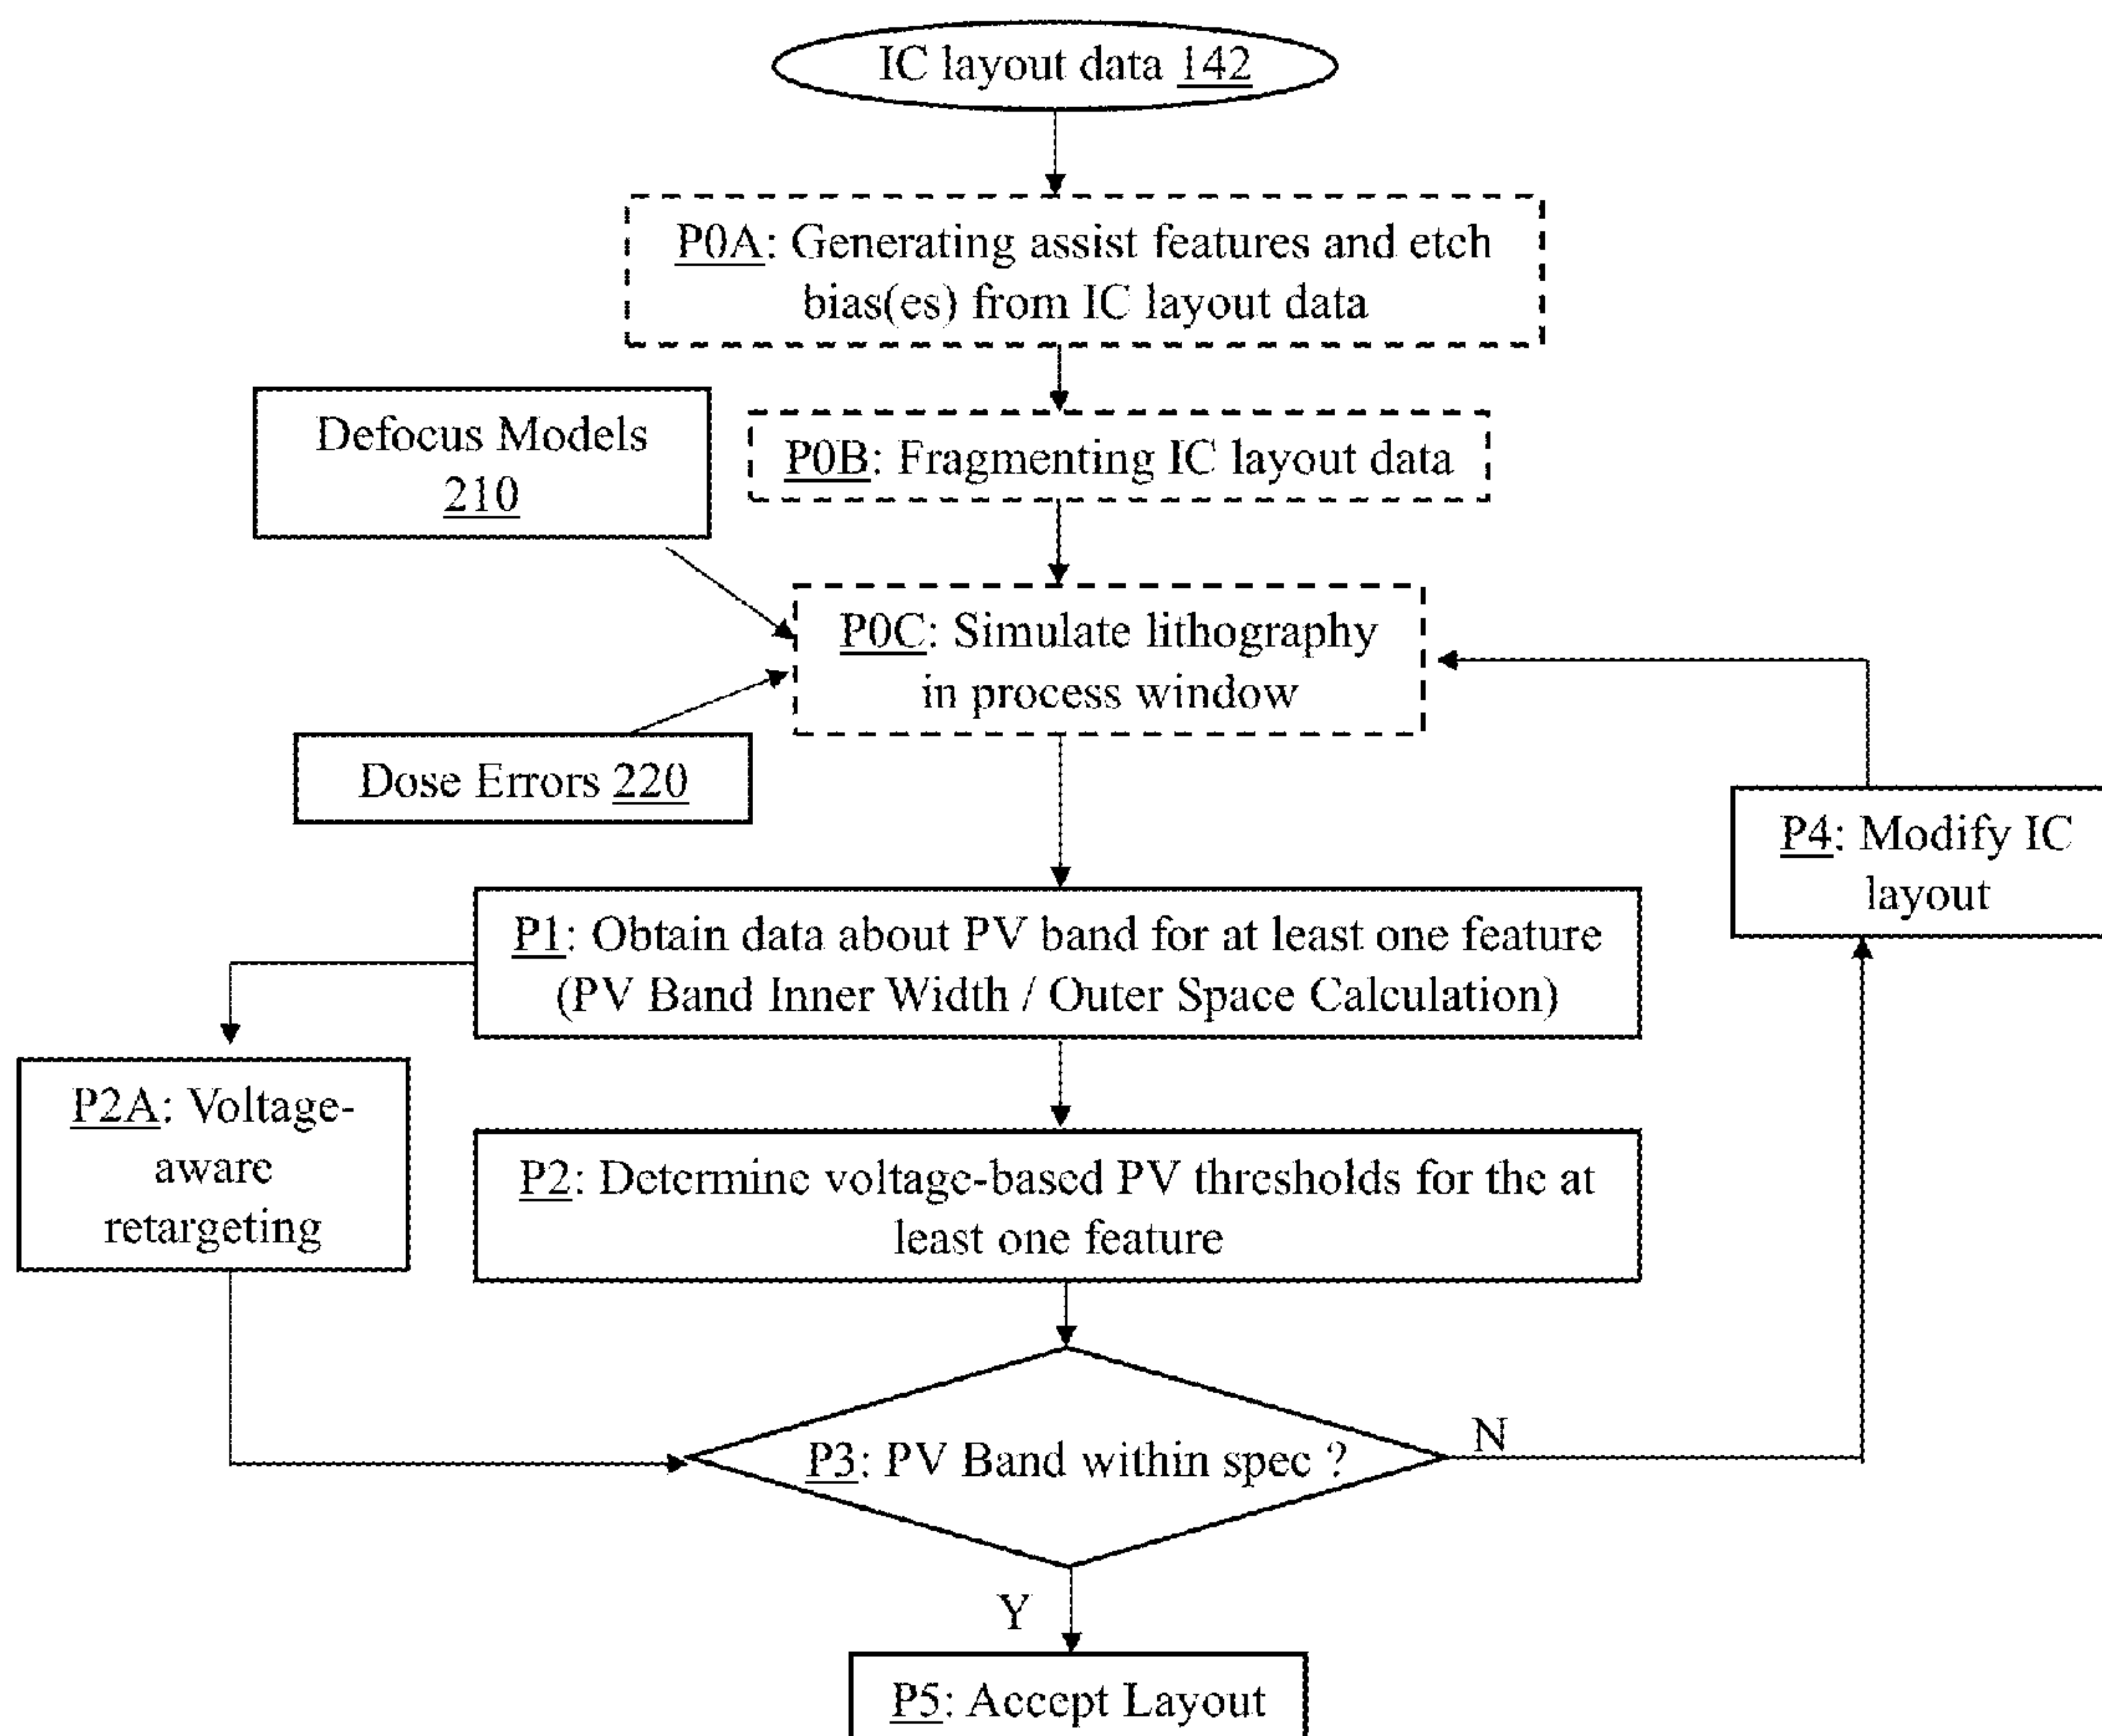 IC layout data 142
P0A: Generating assist features and etch
bias(es) from IC layout data
Defocus Models
210
P0B: Fragmenting IC layout data
P0C: Simulate lithography
in process window
Dose Errors 220
P4: Modify IC
layout
P1: Obtain data about PV band for at least one feature
(PV Band Inner Width / Outer Space Calculation)
P2A: Voltage-
aware
retargeting
P2: Determine voltage-based PV thresholds for the at
least one feature
P3: PV Band within spec ?
N
Y
P5: Accept Layout